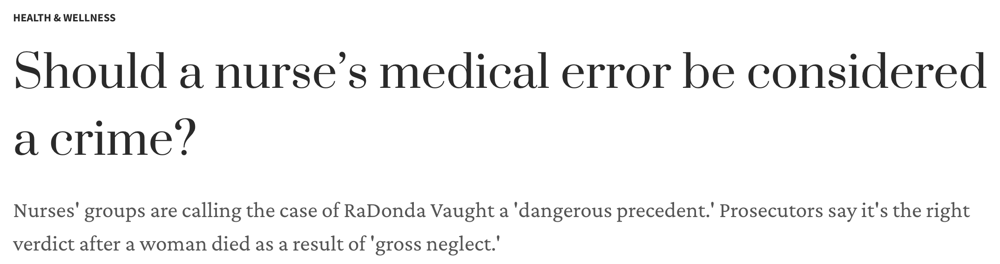 HEALTH & WELLNESS
Should a nurse’s medical error be considered
a crime?
Nurses' groups are calling the case of RaDonda Vaught a 'dangerous precedent.' Prosecutors say it's the right
verdict after a woman died as a result of 'gross neglect.'